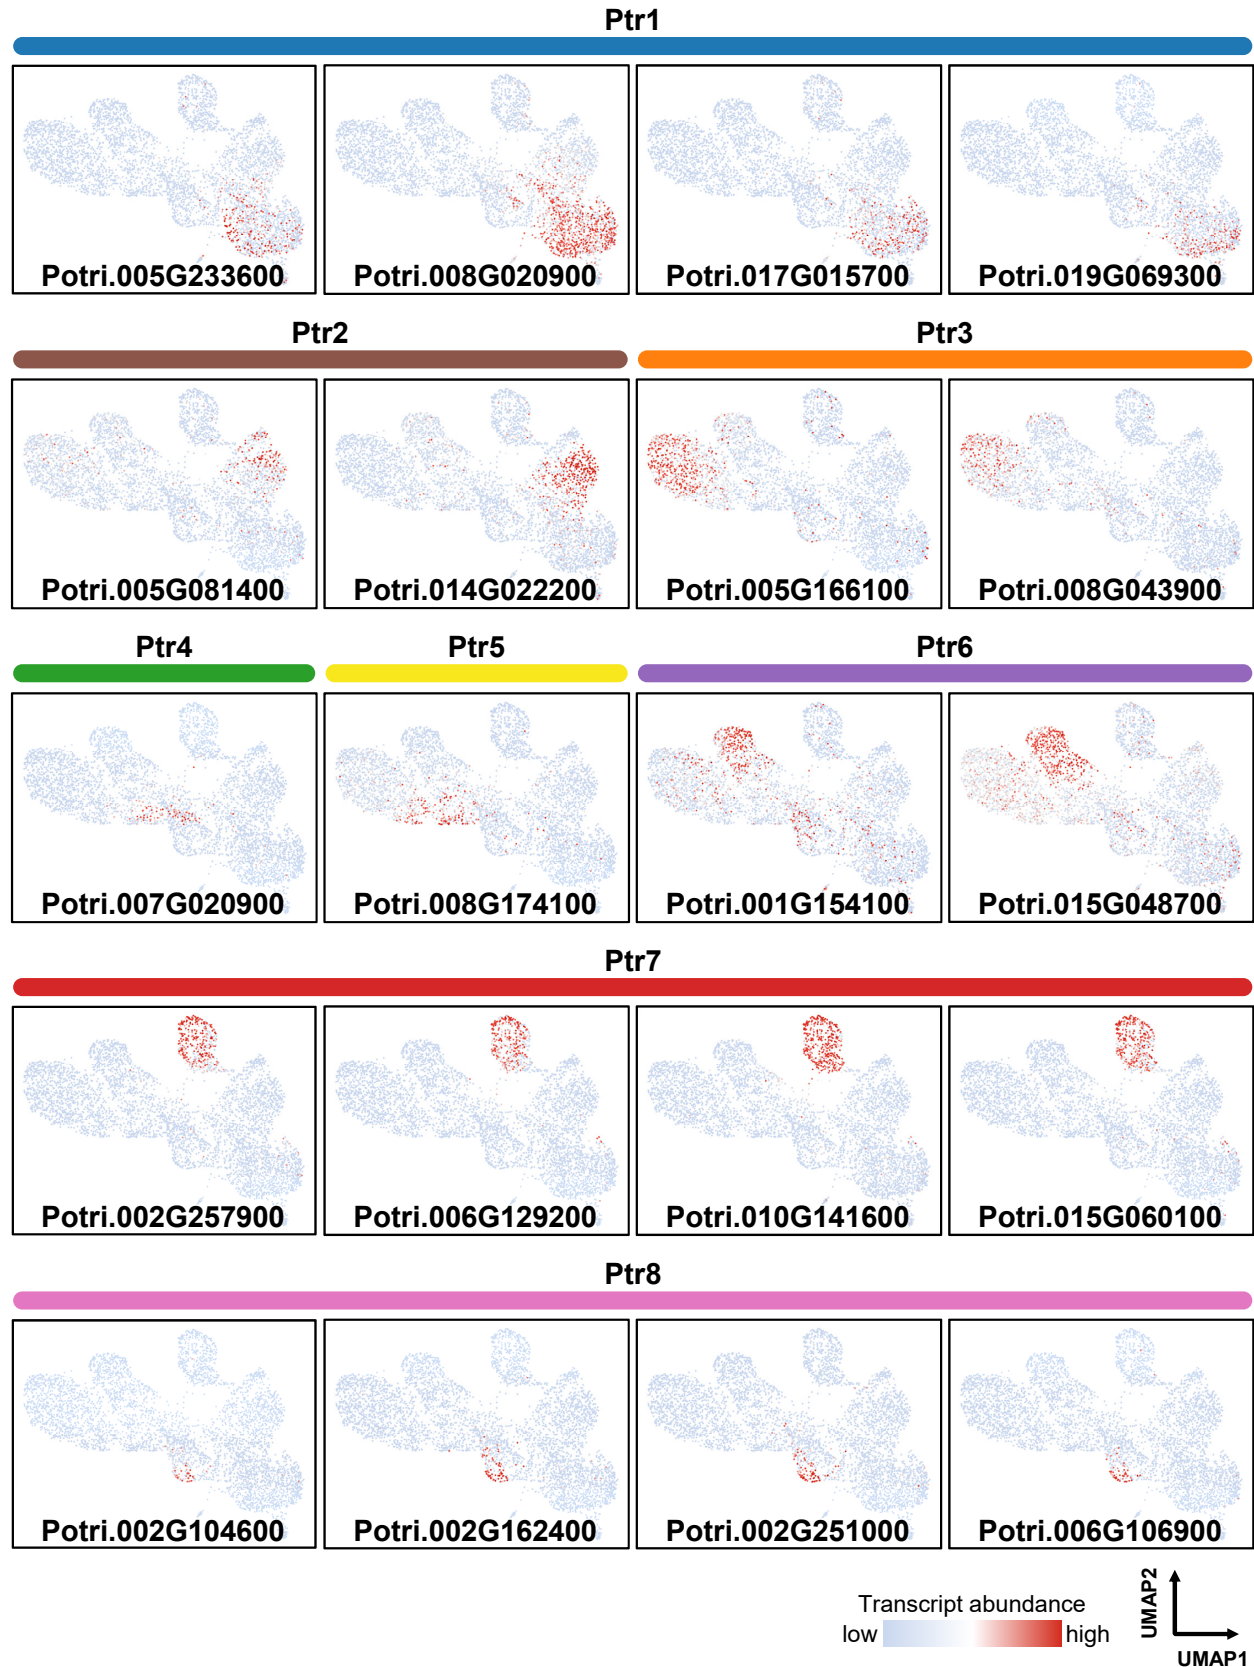 Ptr1
Potri.005G233600 Potri.008G020900 Potri.017G015700 Potri.019G069300
Ptr2 Ptr3
Potri.005G081400 Potri.014G022200 Potri.005G166100 Potri.008G043900
Ptr4 Ptr5 Ptr6
Potri.007G020900 Potri.008G174100 Potri.001G154100 Potri.015G048700
Ptr7
Potri.002G257900 Potri.006G129200 Potri.010G141600 Potri.015G060100
Ptr8
Potri.002G104600 Potri.002G162400 Potri.002G251000 Potri.006G106900
Transcript abundance
low high
UMAP2
UMAP1